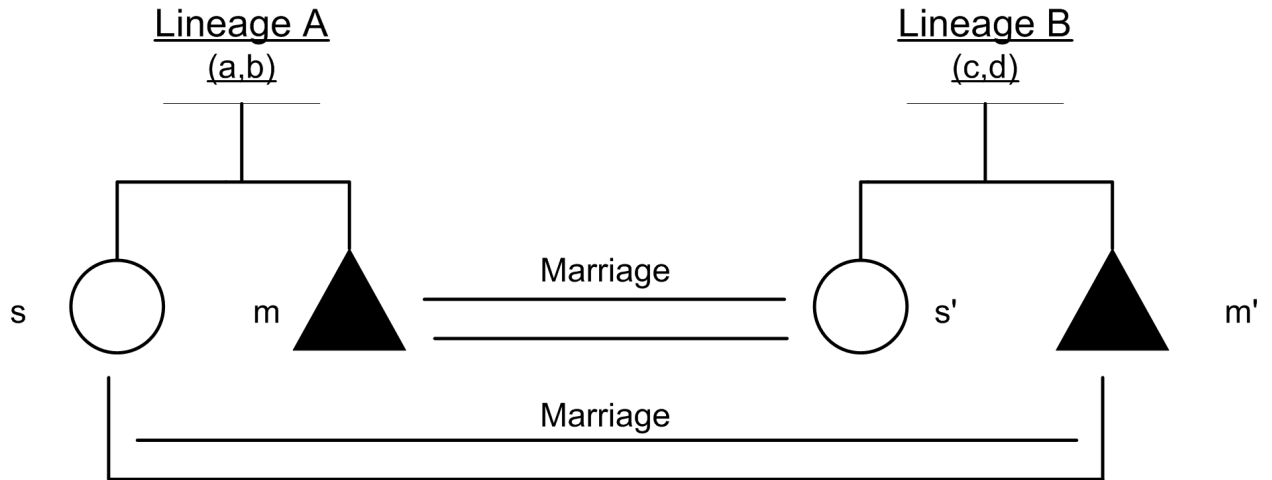 Lineage A
(a,b)
Lineage B
(c,d)
Marriage
s
m
s'
m'
Marriage